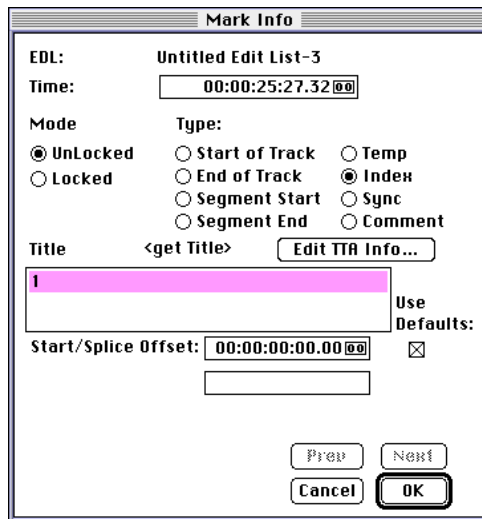 Mark Info
EDL: Untitled Edit List-3
Time: 00:00:25:27.32 00
Mode Type:
UnLocked Start of Track Temp
Locked End of Track Index
Segment Start Sync
Segment End Comment
Title <get Title> Edit TTA Info...
1
Use
Defaults:
Start/Splice Offset: 00:00:00:00.00 00
Prev Next
Cancel OK